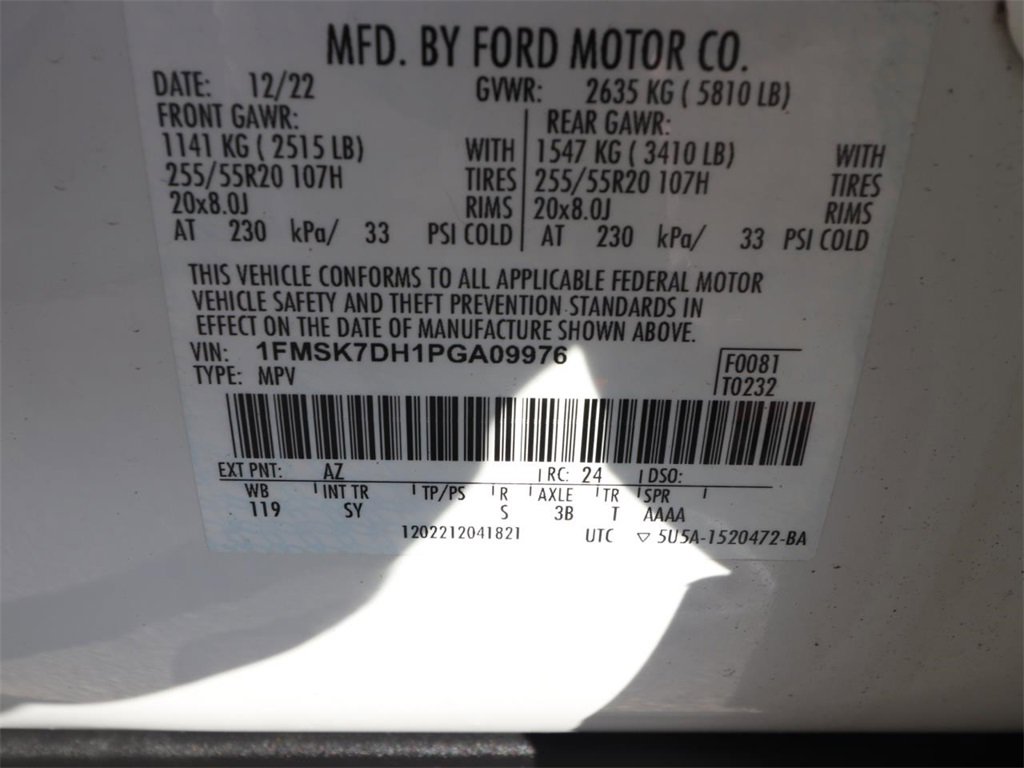 MFD. BY FORD MOTOR CO.
DATE: 12/22 GVWR: 2635 KG ( 5810 LB)
FRONT GAWR: REAR GAWR:
1141 KG ( 2515 LB) WITH 1547 KG ( 3410 LB) WITH
255/55R20 107H TIRES 255/55R20 107H TIRES
20x8.0J RIMS 20x8.0J RIMS
AT 230 kPa/ 33 PSI COLD AT 230 kPa/ 33 PSI COLD
THIS VEHICLE CONFORMS TO ALL APPLICABLE FEDERAL MOTOR
VEHICLE SAFETY AND THEFT PREVENTION STANDARDS IN
EFFECT ON THE DATE OF MANUFACTURE SHOWN ABOVE.
VIN: 1FMSK7DH1PGA09976 F0081
TYPE: MPV T0232
EXT PNT: AZ RC: 24 DSO:
WB INT TR TP/PS R AXLE TR SPR
119 SY S 3B T AAAA
1202212041821 UTC ▽ 5U5A-1520472-BA